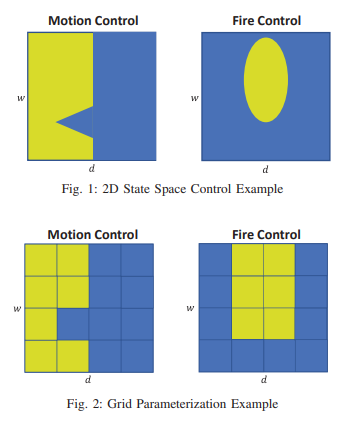 Motion Control Fire Control
w w
d d
Fig. 1: 2D State Space Control Example
Motion Control Fire Control
w w
d d
Fig. 2: Grid Parameterization Example